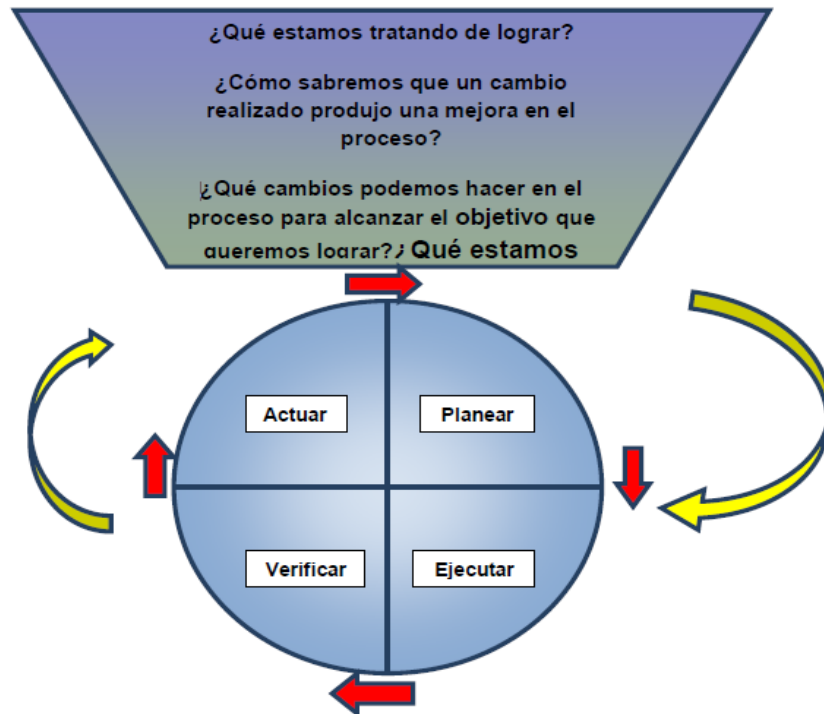 ¿Qué estamos tratando de lograr?
¿Cómo sabremos que un cambio
realizado produjo una mejora en el
proceso?
¿Qué cambios podemos hacer en el
proceso para alcanzar el objetivo que
queremos lograr?¿ Qué estamos
Actuar
Planear
Verificar
Ejecutar